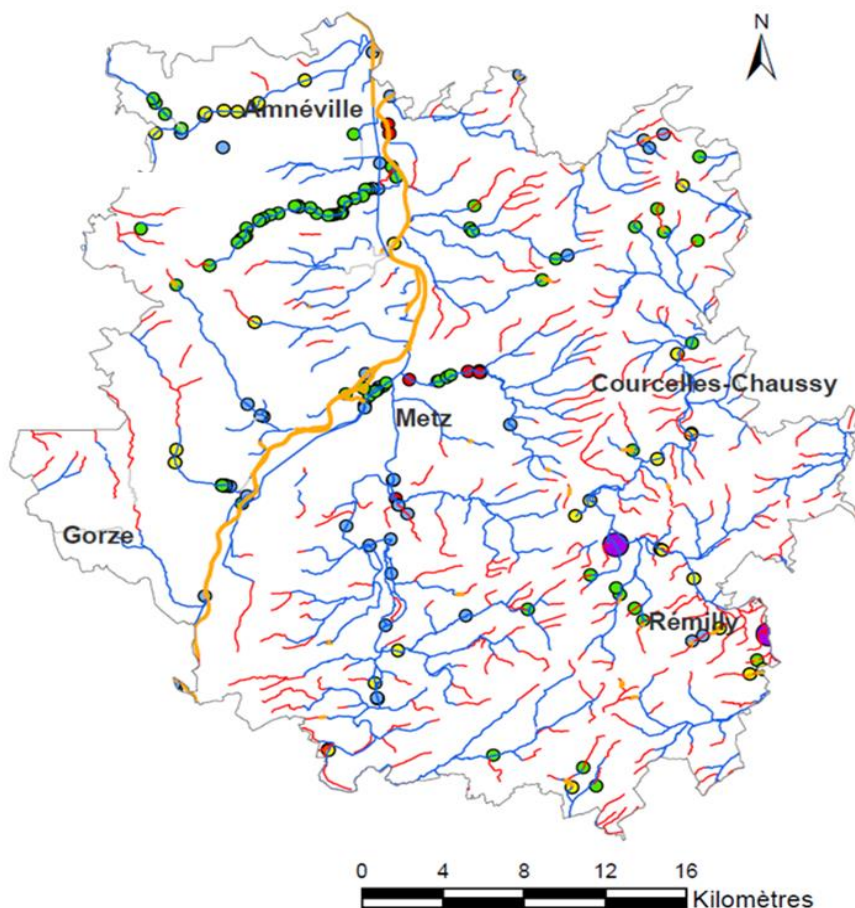 N
Amnéville
Courcelles-Chaussy
Metz
Gorze
Rémilly
0 4 8 12 16
Kilomètres